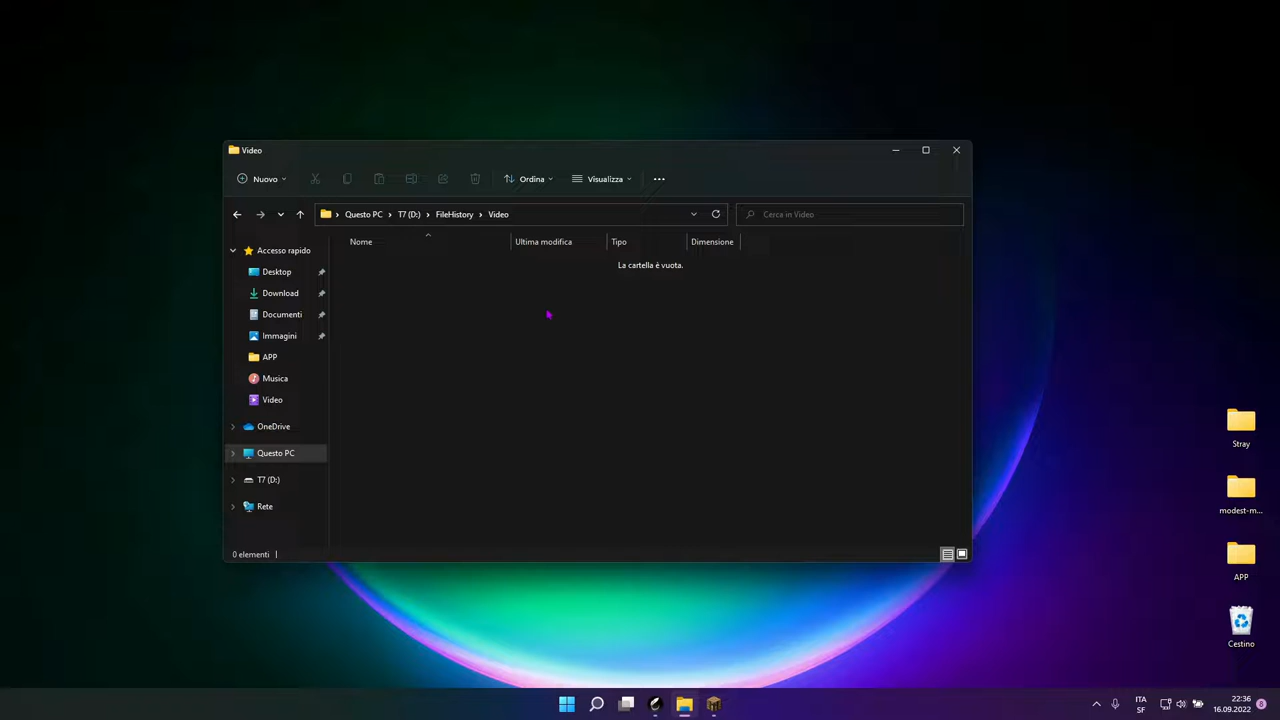 Video
Nuovo
Ordina
Visualizza
Questo PC > T7 (D:) > FileHistory > Video
Cerca in Video
Nome
Ultima modifica
Tipo
Dimensione
La cartella è vuota.
Accesso rapido
Desktop
Download
Documenti
Immagini
APP
Musica
Video
OneDrive
Questo PC
T7 (D:)
Rete
0 elementi
Stray
modest-m...
APP
Cestino
ITA
SF
22:36
16.09.2022
8